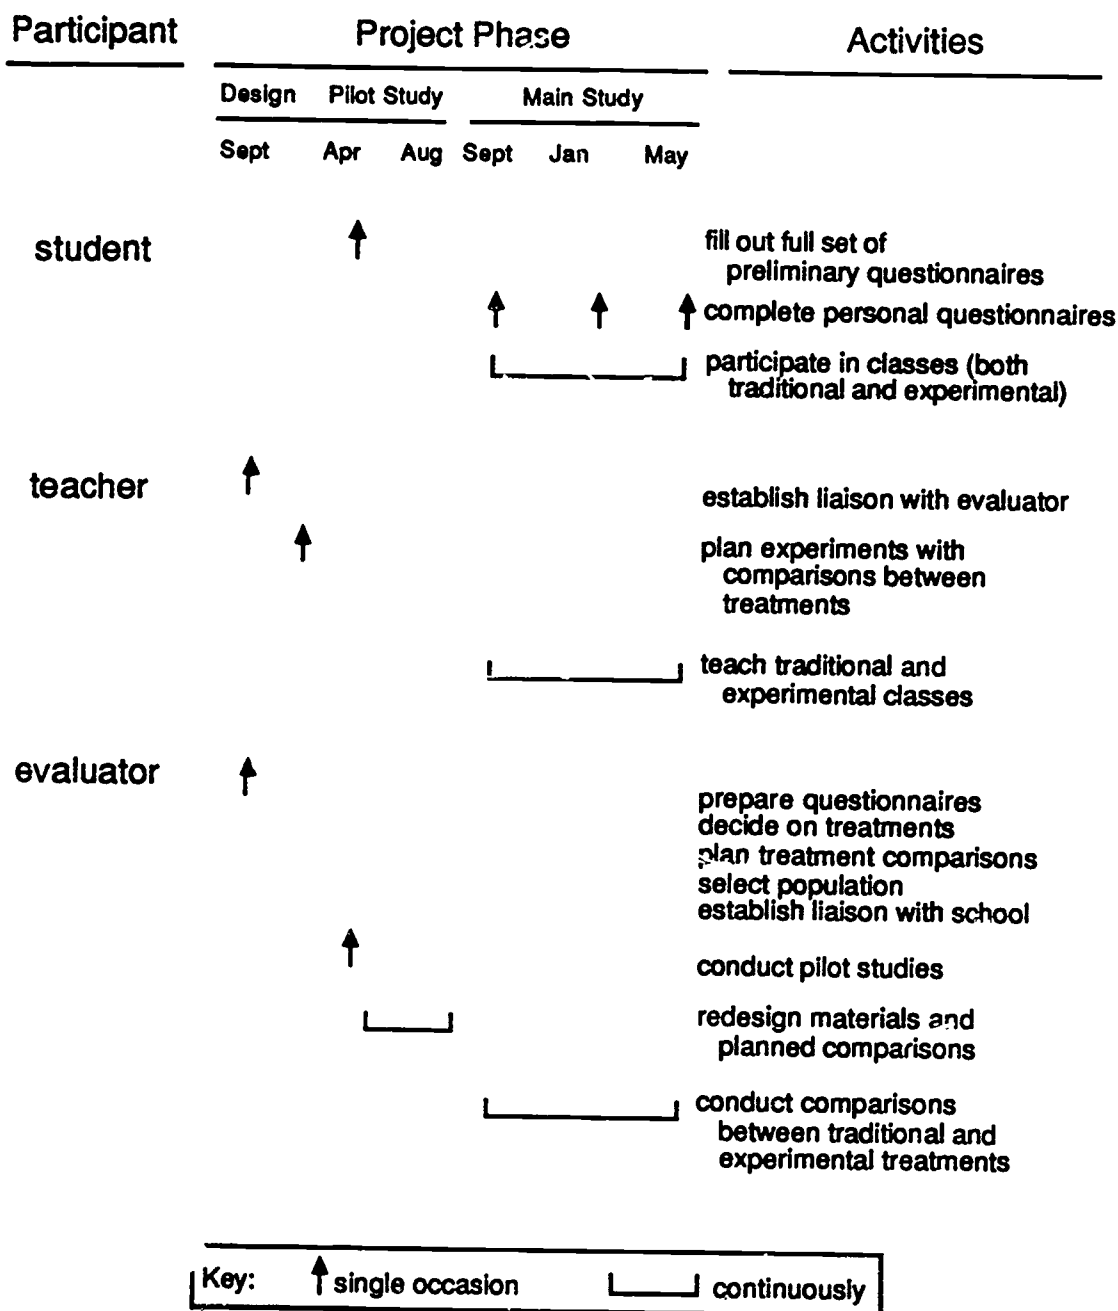 Participant Project Phase Activities
Design Pilot Study Main Study
Sept Apr Aug Sept Jan May
student
fill out full set of
preliminary questionnaires
complete personal questionnaires
participate in classes (both
traditional and experimental)
teacher
establish liaison with evaluator
plan experiments with
comparisons between
treatments
teach traditional and
experimental classes
evaluator
prepare questionnaires
decide on treatments
plan treatment comparisons
select population
establish liaison with school
conduct pilot studies
redesign materials and
planned comparisons
conduct comparisons
between traditional and
experimental treatments
Key: single occasion continuously